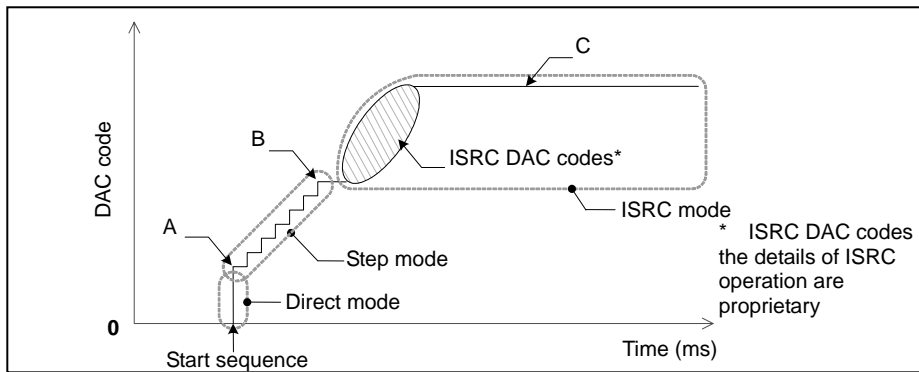 C
DAC code
B
ISRC DAC codes*
A
ISRC mode
* ISRC DAC codes
the details of ISRC
operation are
proprietary
Step mode
Direct mode
0
Start sequence
Time (ms)